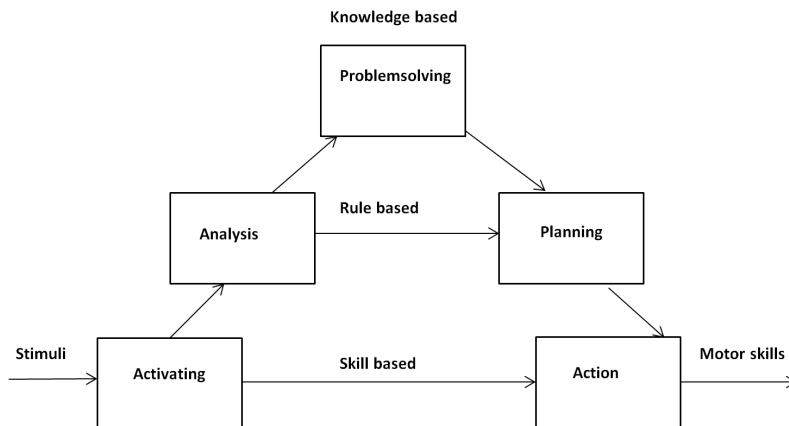 Knowledge based
Problemsolving
Rule based
Analysis
Planning
Stimuli
Activating
Skill based
Action
Motor skills